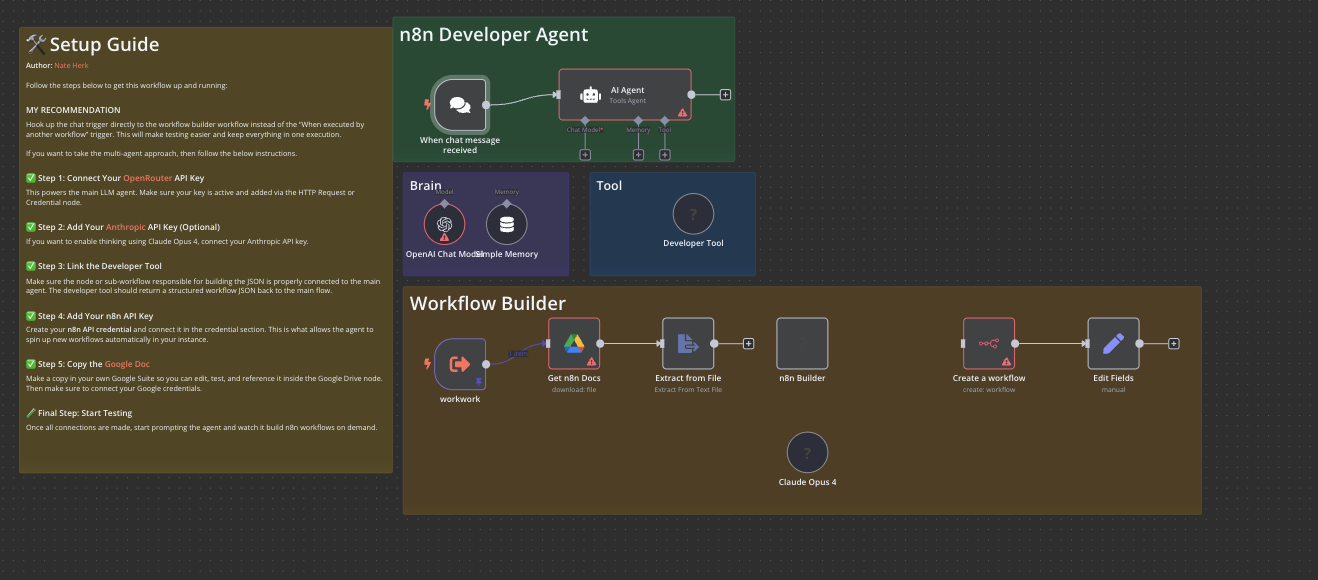 🛠️ Setup Guide
Author: Nate Herk
Follow the steps below to get this workflow up and running:
MY RECOMMENDATION
Hook up the chat trigger directly to the workflow builder workflow instead of the "When executed by
another workflow" trigger. This will make testing easier and keep everything in one execution.
If you want to take the multi-agent approach, then follow the below instructions.
✅ Step 1: Connect Your OpenRouter API Key
This powers the main LLM agent. Make sure your key is active and added via the HTTP Request or
Credential node.
✅ Step 2: Add Your Anthropic API Key (Optional)
If you want to enable thinking using Claude Opus 4, connect your Anthropic API key.
✅ Step 3: Link the Developer Tool
Make sure the node or sub-workflow responsible for building the JSON is properly connected to the main
agent. The developer tool should return a structured workflow JSON back to the main flow.
✅ Step 4: Add Your n8n API Key
Create your n8n API credential and connect it in the credential section. This is what allows the agent to
spin up new workflows automatically in your instance.
✅ Step 5: Copy the Google Doc
Make a copy in your own Google Suite so you can edit, test, and reference it inside the Google Drive node.
Then make sure to connect your Google credentials.
🧪 Final Step: Start Testing
Once all connections are made, start prompting the agent and watch it build n8n workflows on demand.
n8n Developer Agent
When chat message
received
AI Agent
Tools Agent
Chat Model*
Memory
Tool
Brain
Model
Memory
OpenAI Chat Model
Simple Memory
Tool
?
Developer Tool
Workflow Builder
workwork
1 item
Get n8n Docs
download: file
Extract from File
Extract From Text File
n8n Builder
Create a workflow
create: workflow
Edit Fields
manual
?
Claude Opus 4